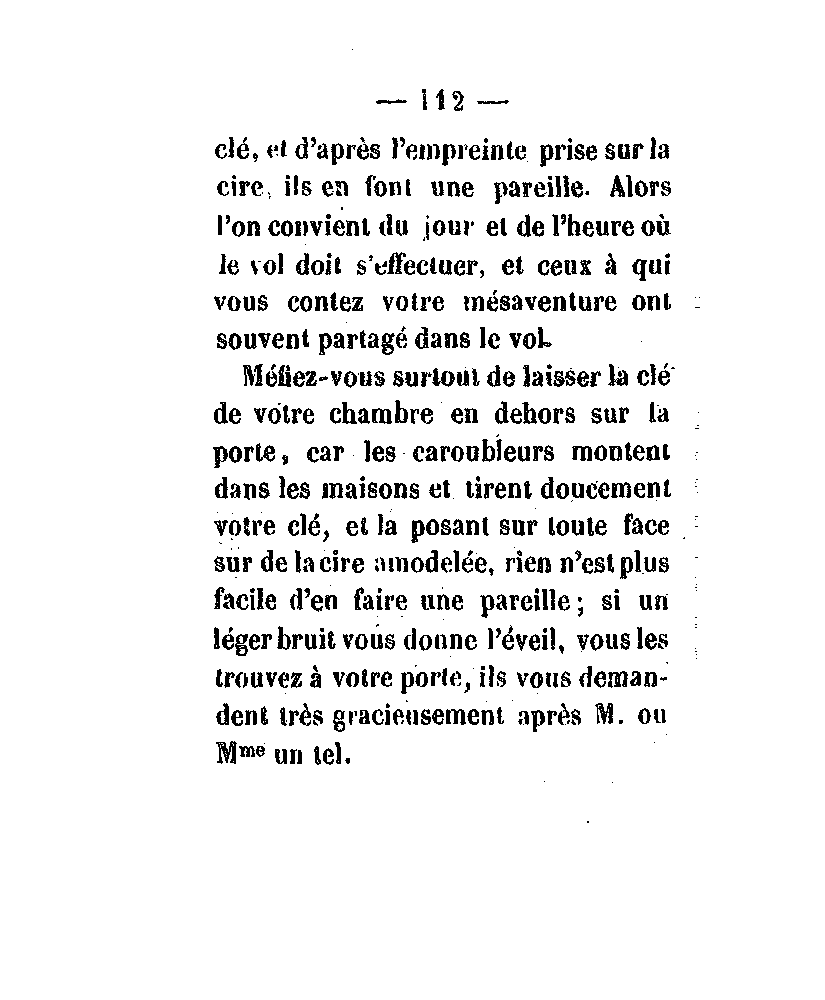 — 112 —
clé, et d'après l'empreinte prise sur la
cire, ils en font une pareille. Alors
l'on convient du jour et de l'heure où
le vol doit s'effectuer, et ceux à qui
vous contez votre mésaventure ont
souvent partagé dans le vol.
Méfiez-vous surtout de laisser la clé
de votre chambre en dehors sur la
porte, car les caroubleurs montent
dans les maisons et tirent doucement
votre clé, et la posant sur toute face
sur de la cire amodelée, rien n'est plus
facile d'en faire une pareille; si un
léger bruit vous donne l'éveil, vous les
trouvez à votre porte, ils vous deman-
dent très gracieusement après M. ou
Mme un tel.